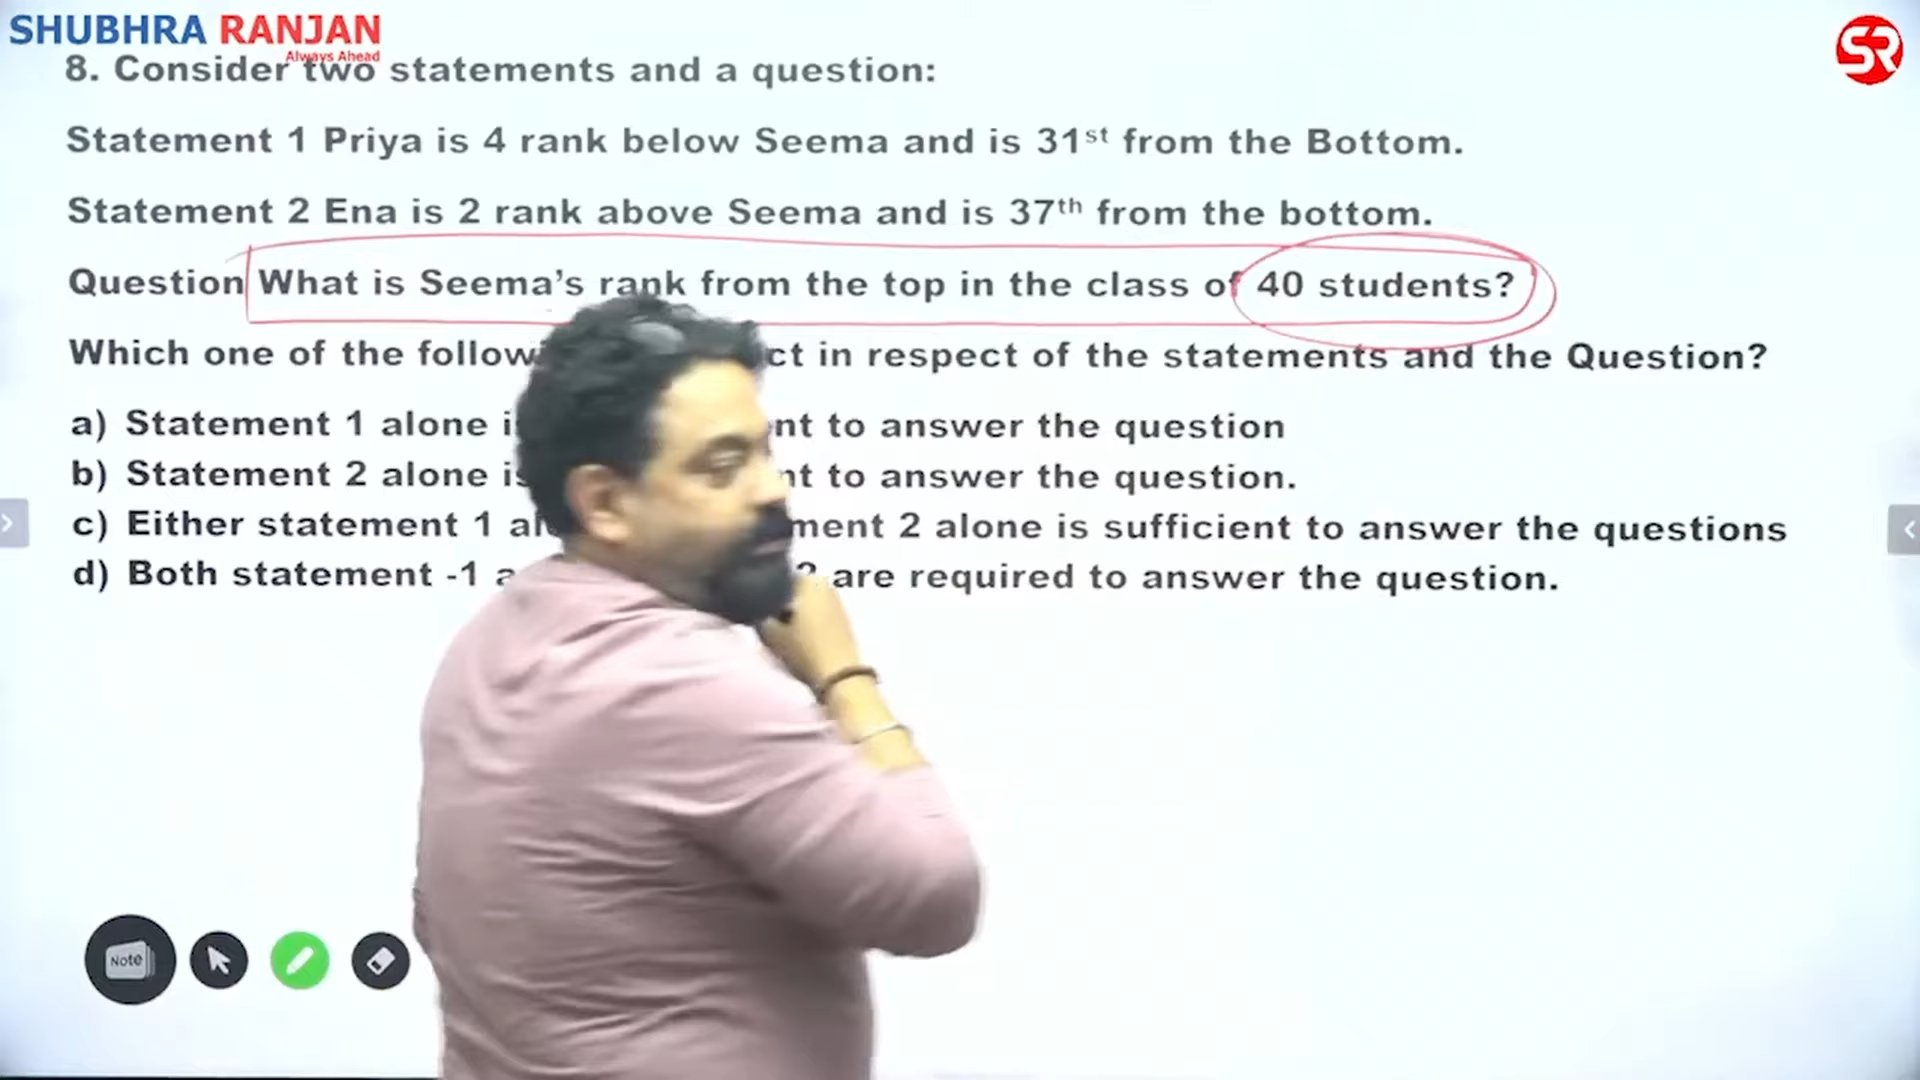 SHUBHRA RANJAN
Always Ahead
SR
8. Consider two statements and a question:
Statement 1 Priya is 4 rank below Seema and is 31st from the Bottom.
Statement 2 Ena is 2 rank above Seema and is 37th from the bottom.
Question What is Seema's rank from the top in the class of 40 students?
Which one of the in respect of the statements and the Question?
a) Statement 1 alone to answer the question
b) Statement 2 alone to answer the question.
c) Either statement 1 2 alone is sufficient to answer the questions
d) Both statement -1 are required to answer the question.
Note